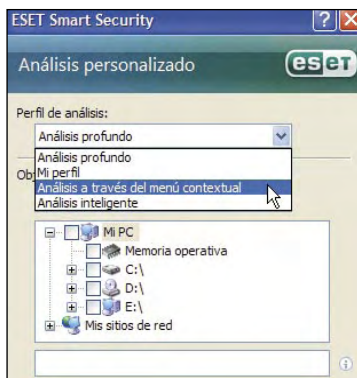 ESET Smart Security
Análisis personalizado
eseT
Perfil de análisis:
Análisis profundo
Análisis profundo
Mi perfil
Análisis a través del menú contextual
Análisis inteligente
Obj
Mi PC
Memoria operativa
C:\
D:\
E:\
Mis sitios de red